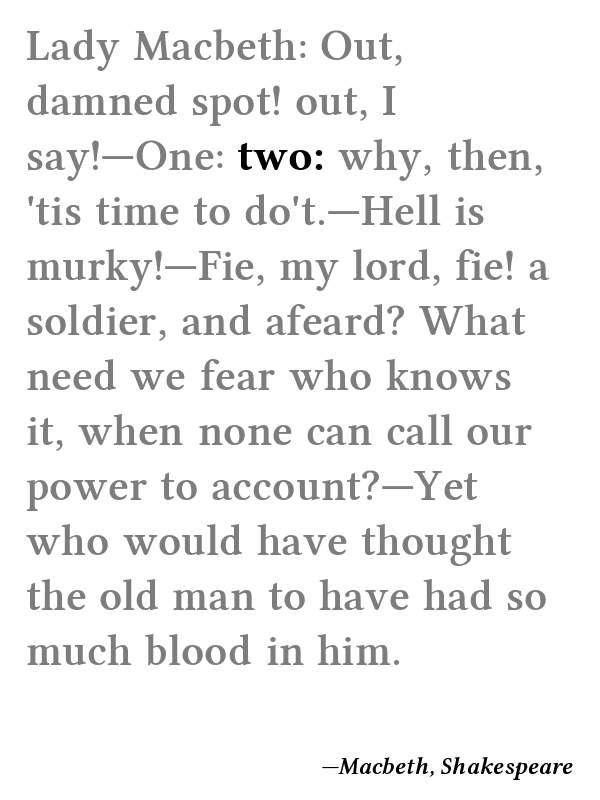 Lady Macbeth: Out,
damned spot! out, I
say!—One: two: why, then,
'tis time to do't.—Hell is
murky!—Fie, my lord, fie! a
soldier, and afeard? What
need we fear who knows
it, when none can call our
power to account?—Yet
who would have thought
the old man to have had so
much blood in him.
—Macbeth, Shakespeare